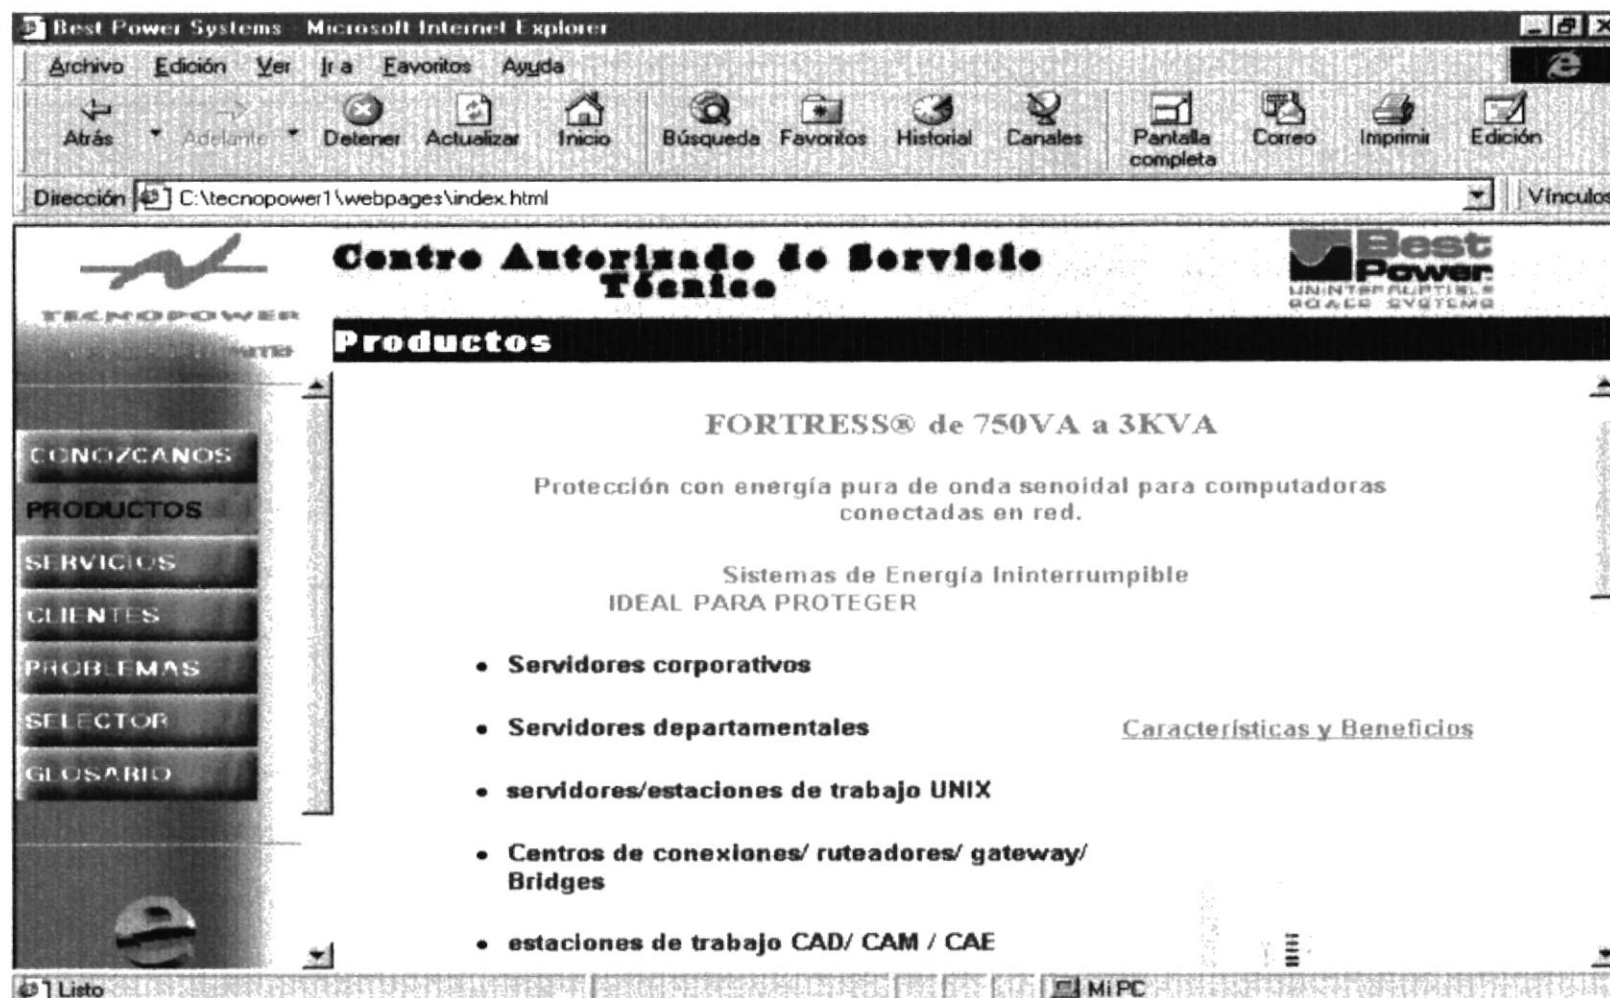 Best Power Systems - Microsoft Internet Explorer
Archivo Edición Ver Ir a Favoritos Ayuda
Atrás Adelante Detener Actualizar Inicio Búsqueda Favoritos Historial Canales Pantalla completa Correo Imprimir Edición
Dirección C:\tecnopower1\webpages\index.html Vínculos
TECNOPOWER
Centro Autorizado de Servicio
Técnico
Best
Power
UNINTERRUPTIBLE
POWER SYSTEMS
Productos
CONOZCANOS
PRODUCTOS
SERVICIOS
CLIENTES
PROBLEMAS
SELECTOR
GLOSARIO
FORTRESS® de 750VA a 3KVA
Protección con energía pura de onda senoidal para computadoras
conectadas en red.
Sistemas de Energía Ininterrumpible
IDEAL PARA PROTEGER
• Servidores corporativos
• Servidores departamentales
Características y Beneficios
• servidores/estaciones de trabajo UNIX
• Centros de conexiones/ ruteadores/ gateway/
Bridges
• estaciones de trabajo CAD/ CAM / CAE
Listo Mi PC